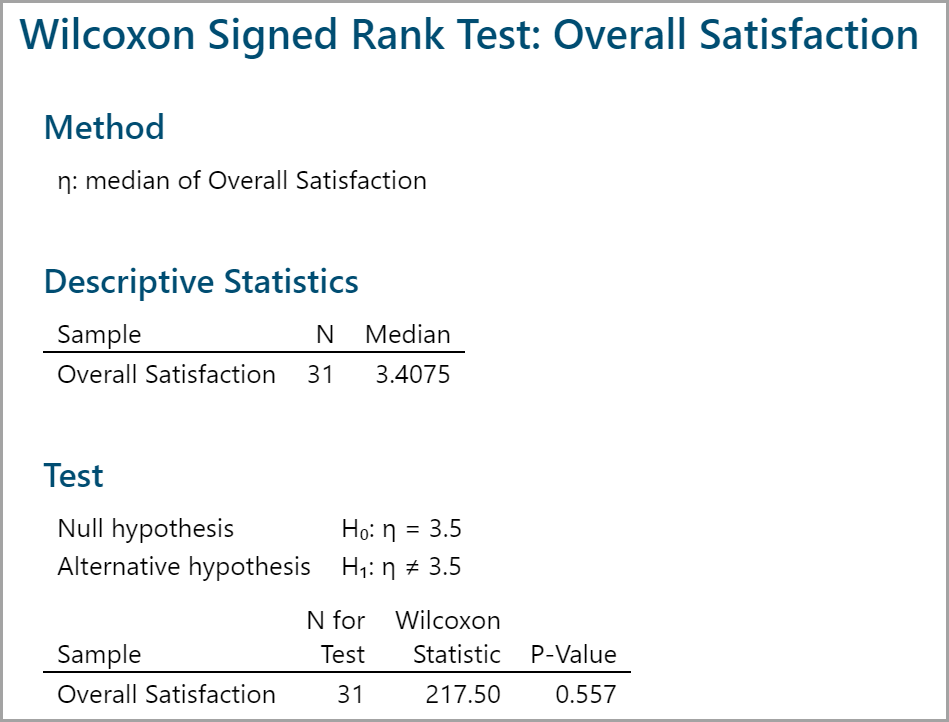 Wilcoxon Signed Rank Test: Overall Satisfaction
Method
η: median of Overall Satisfaction
Descriptive Statistics
Sample N Median
Overall Satisfaction 31 3.4075
Test
Null hypothesis H₀: η = 3.5
Alternative hypothesis H₁: η ≠ 3.5
N for Wilcoxon
Sample Test Statistic P-Value
Overall Satisfaction 31 217.50 0.557